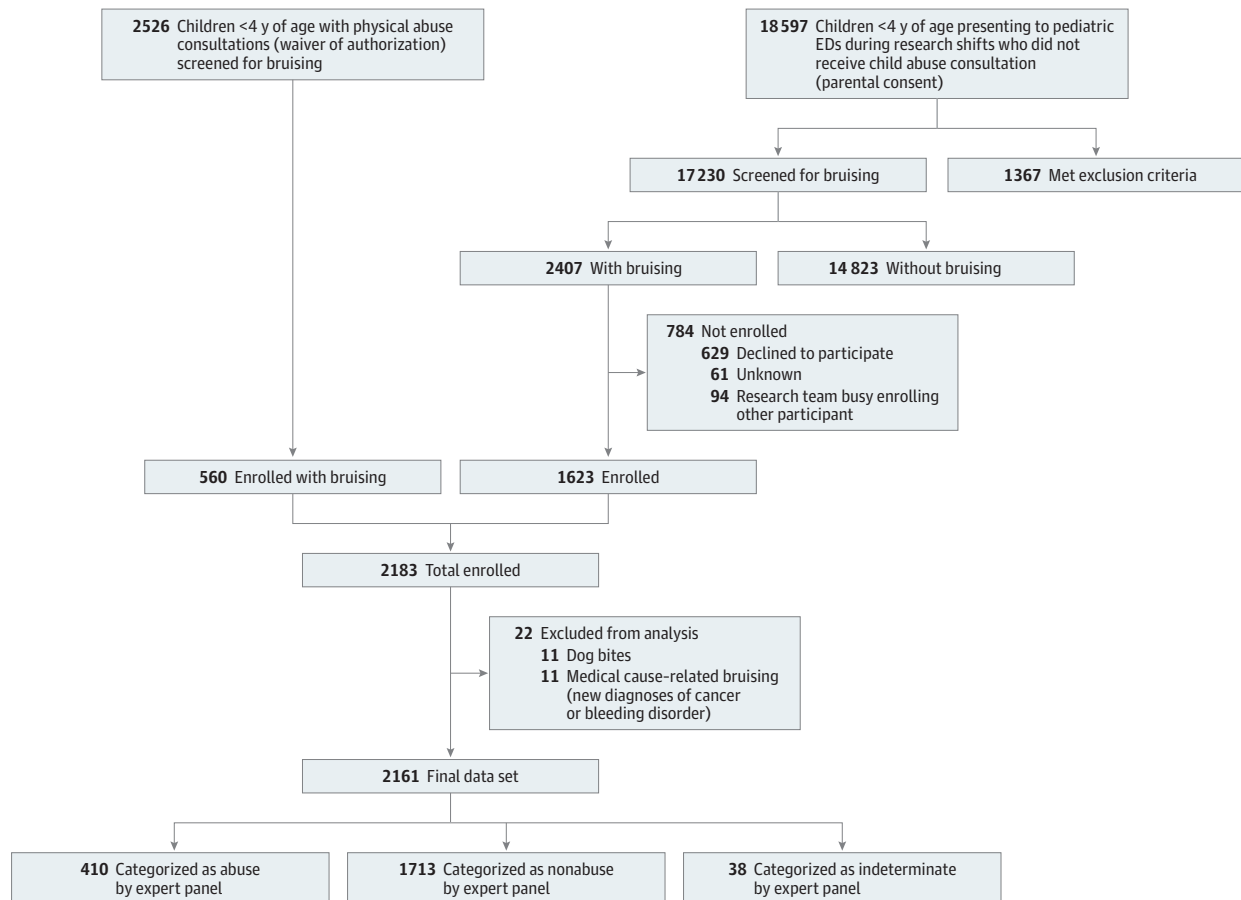 2526 Children <4 y of age with physical abuse
consultations (waiver of authorization)
screened for bruising
18 597 Children <4 y of age presenting to pediatric
EDs during research shifts who did not
receive child abuse consultation
(parental consent)
17 230 Screened for bruising
1367 Met exclusion criteria
2407 With bruising
14 823 Without bruising
784 Not enrolled
629 Declined to participate
61 Unknown
94 Research team busy enrolling
other participant
560 Enrolled with bruising
1623 Enrolled
2183 Total enrolled
22 Excluded from analysis
11 Dog bites
11 Medical cause-related bruising
(new diagnoses of cancer
or bleeding disorder)
2161 Final data set
410 Categorized as abuse
by expert panel
1713 Categorized as nonabuse
by expert panel
38 Categorized as indeterminate
by expert panel